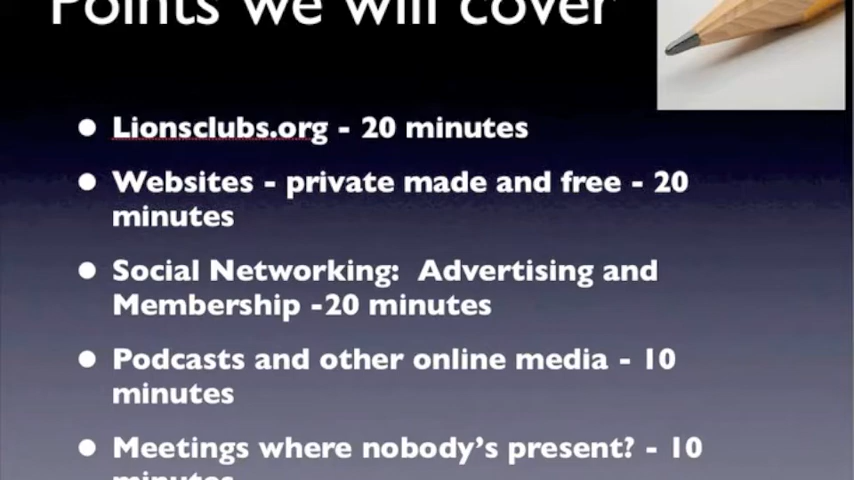 Points we will cover
Lionsclubs.org - 20 minutes
Websites - private made and free - 20
minutes
Social Networking:  Advertising and
Membership -20 minutes
Podcasts and other online media - 10
minutes
Meetings where nobody's present? - 10
minutes